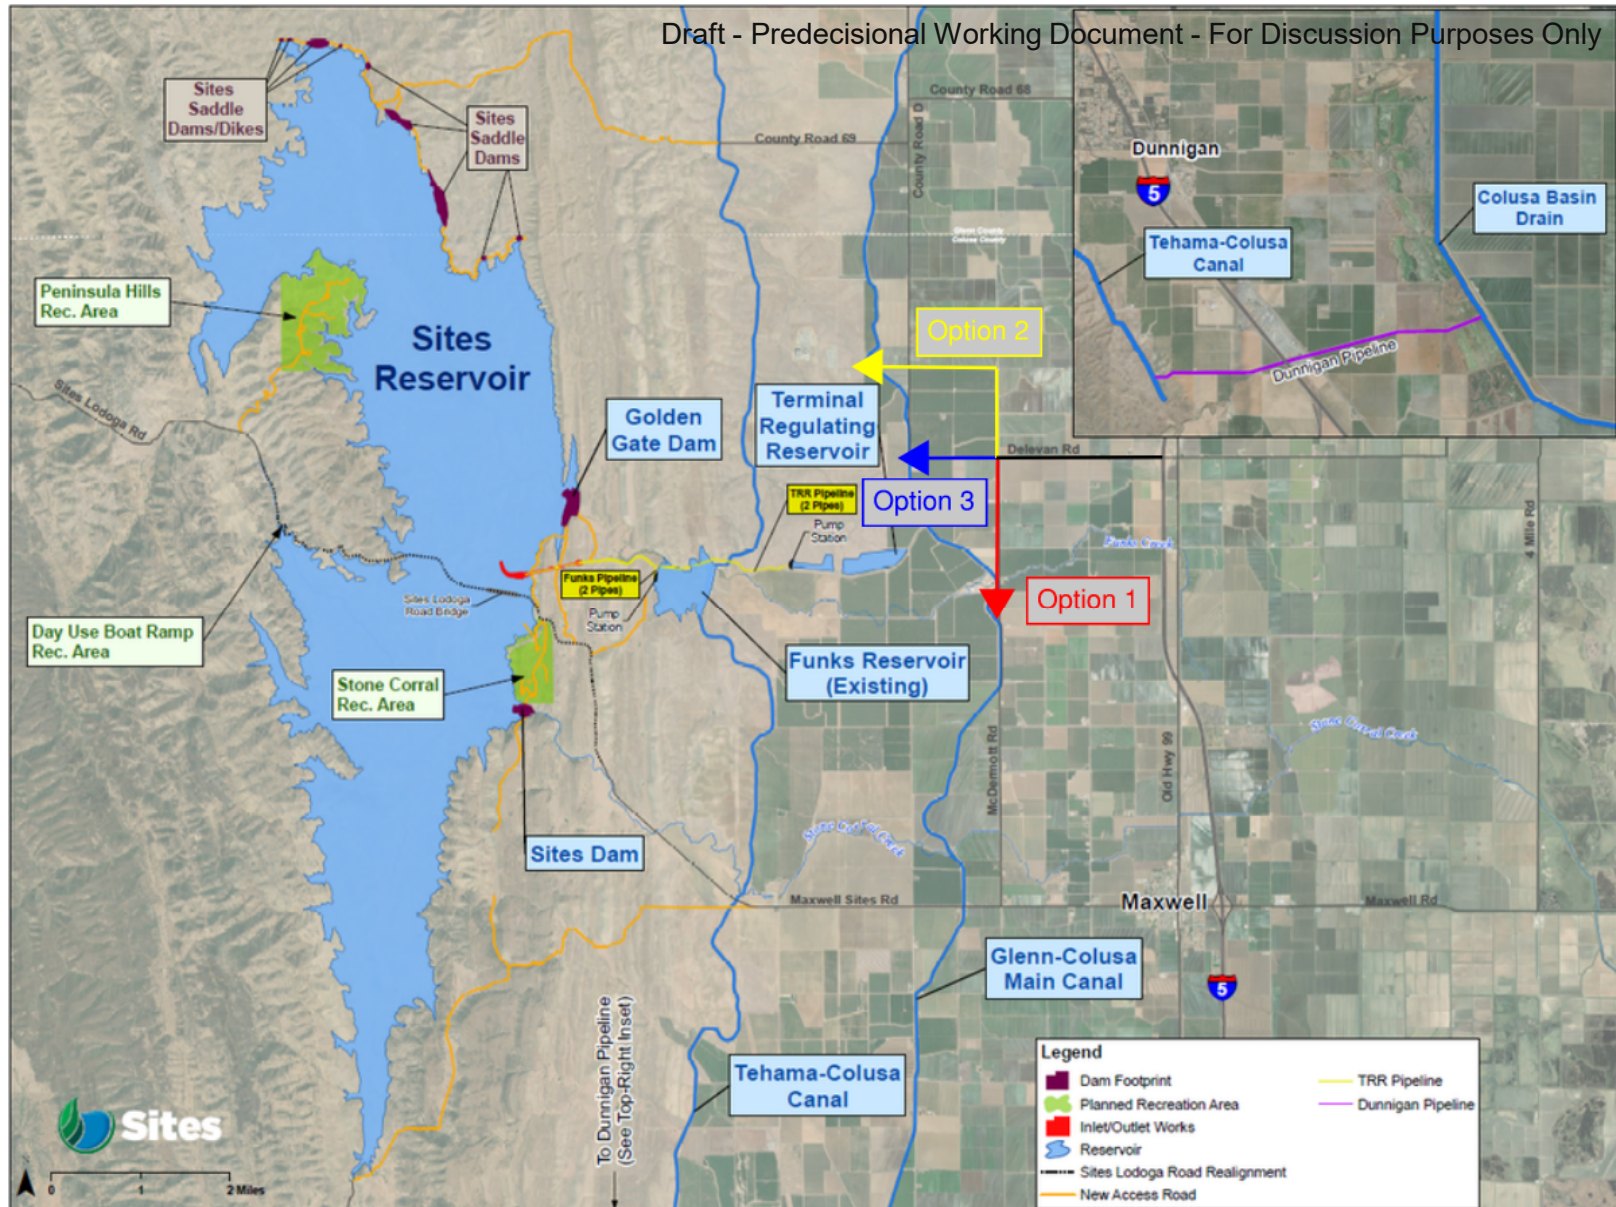 Draft - Predecisional Working Document - For Discussion Purposes Only
Sites
Saddle
Dams/Dikes
Sites
Saddle
Dams
County Road 68
County Road 69
County Road D
Glenn County
Colusa County
Dunnigan
5
Colusa Basin
Drain
Tehama-Colusa
Canal
Dunnigan Pipeline
Peninsula Hills
Rec. Area
Sites
Reservoir
Option 2
Sites Lodoga Rd
Golden
Gate Dam
Terminal
Regulating
Reservoir
Delevan Rd
Option 3
TRR Pipeline
(2 Pipes)
Pump
Station
4 Mile Rd
Funks Creek
Funks Pipeline
(2 Pipes)
Sites Lodoga
Road Bridge
Pump
Station
Option 1
Day Use Boat Ramp
Rec. Area
Funks Reservoir
(Existing)
Stone Corral
Rec. Area
Stone Corral Creek
McDermott Rd
Old Hwy 99
Stone Corral Creek
Sites Dam
Maxwell Sites Rd
Maxwell
Maxwell Rd
Glenn-Colusa
Main Canal
5
To Dunnigan Pipeline
(See Top-Right Inset)
Tehama-Colusa
Canal
Legend
Dam Footprint
Planned Recreation Area
Inlet/Outlet Works
Reservoir
Sites Lodoga Road Realignment
New Access Road
TRR Pipeline
Dunnigan Pipeline
Sites
0 1 2 Miles